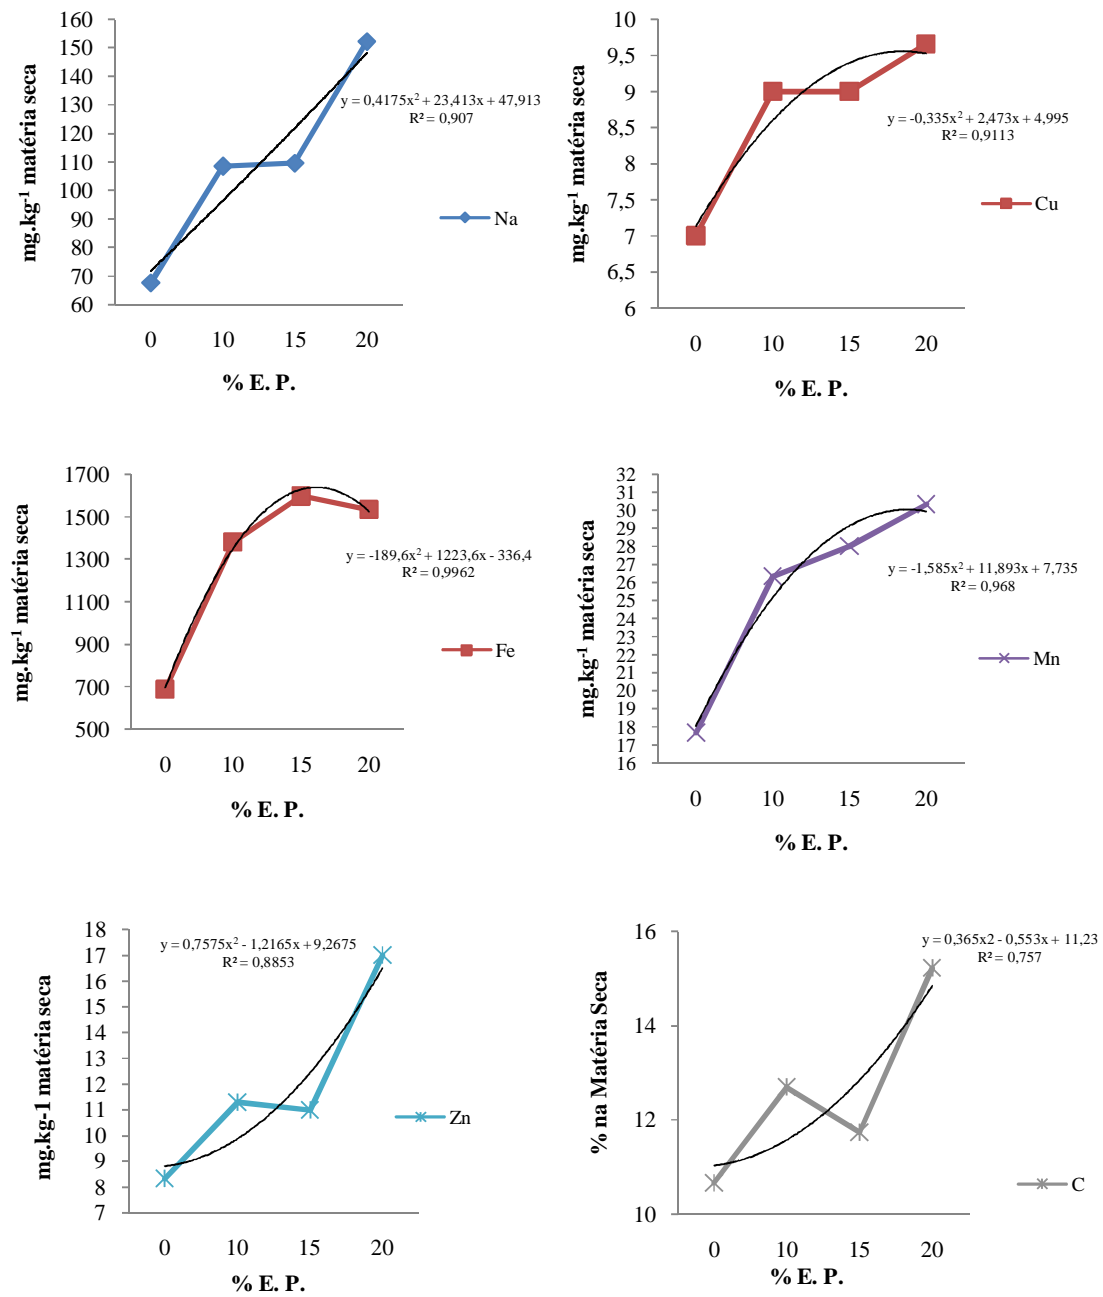 160
150
140
130
120
110
100
90
80
70
60
mg.kg⁻¹ matéria seca
y = 0,4175x² + 23,413x + 47,913
R² = 0,907
Na
0 10 15 20
% E. P.
10
9,5
9
8,5
8
7,5
7
6,5
6
mg.kg⁻¹ matéria seca
y = -0,335x² + 2,473x + 4,995
R² = 0,9113
Cu
0 10 15 20
% E. P.
1700
1500
1300
1100
900
700
500
mg.kg⁻¹ matéria seca
y = -189,6x² + 1223,6x - 336,4
R² = 0,9962
Fe
0 10 15 20
% E. P.
32
31
30
29
28
27
26
25
24
23
22
21
20
19
18
17
16
mg.kg⁻¹ matéria seca
y = -1,585x² + 11,893x + 7,735
R² = 0,968
Mn
0 10 15 20
% E. P.
18
17
16
15
14
13
12
11
10
9
8
7
mg.kg-1 matéria seca
y = 0,7575x² - 1,2165x + 9,2675
R² = 0,8853
Zn
0 10 15 20
% E. P.
16
14
12
10
% na Matéria Seca
y = 0,365x2 - 0,553x + 11,23
R² = 0,757
C
0 10 15 20
% E. P.